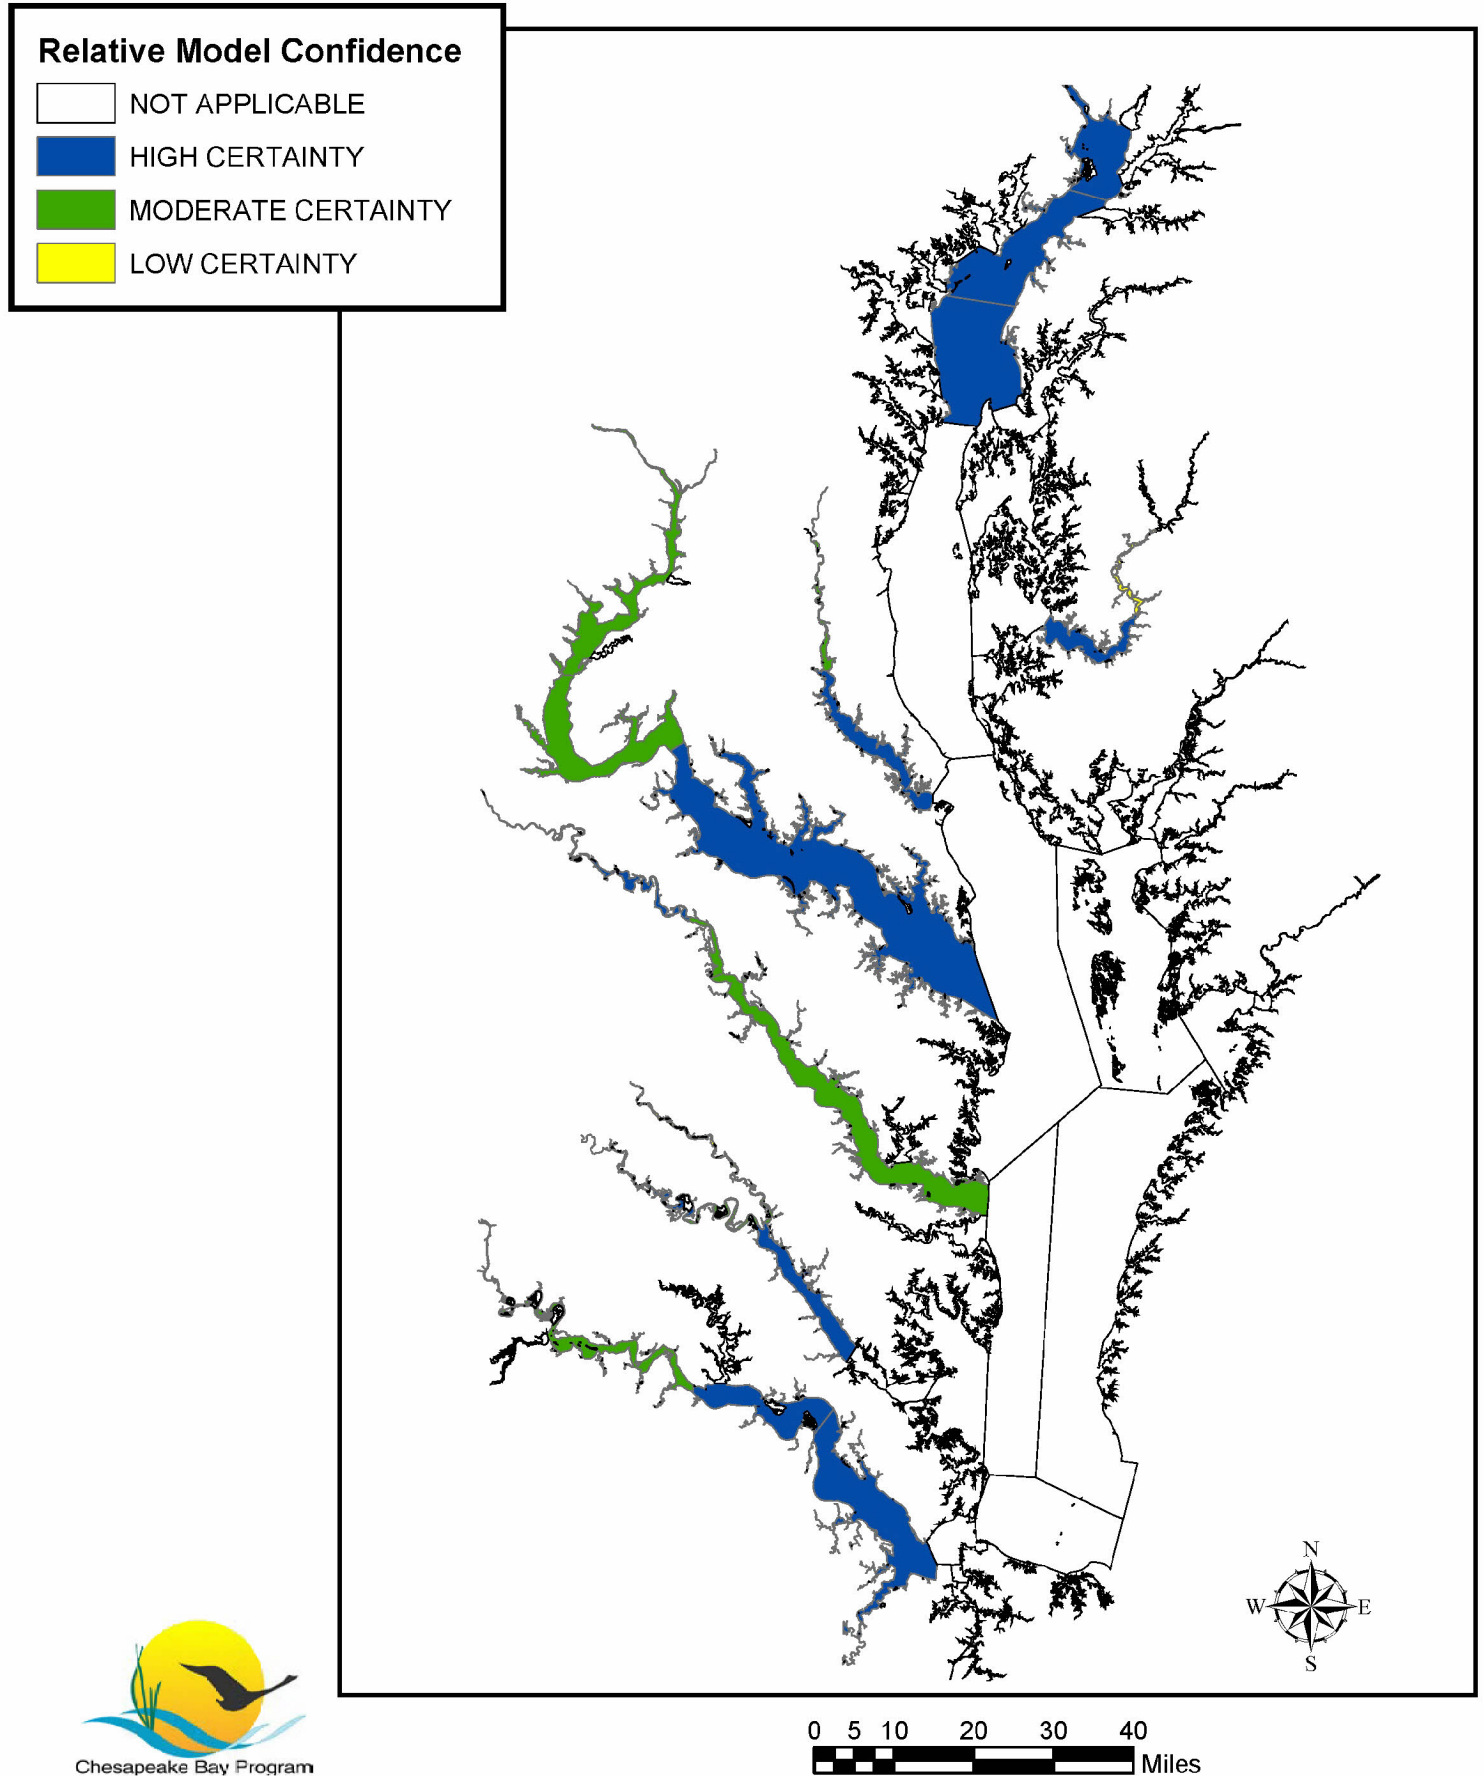 Relative Model Confidence
NOT APPLICABLE
HIGH CERTAINTY
MODERATE CERTAINTY
LOW CERTAINTY
N
W E
S
0 5 10 20 30 40
Miles
Chesapeake Bay Program